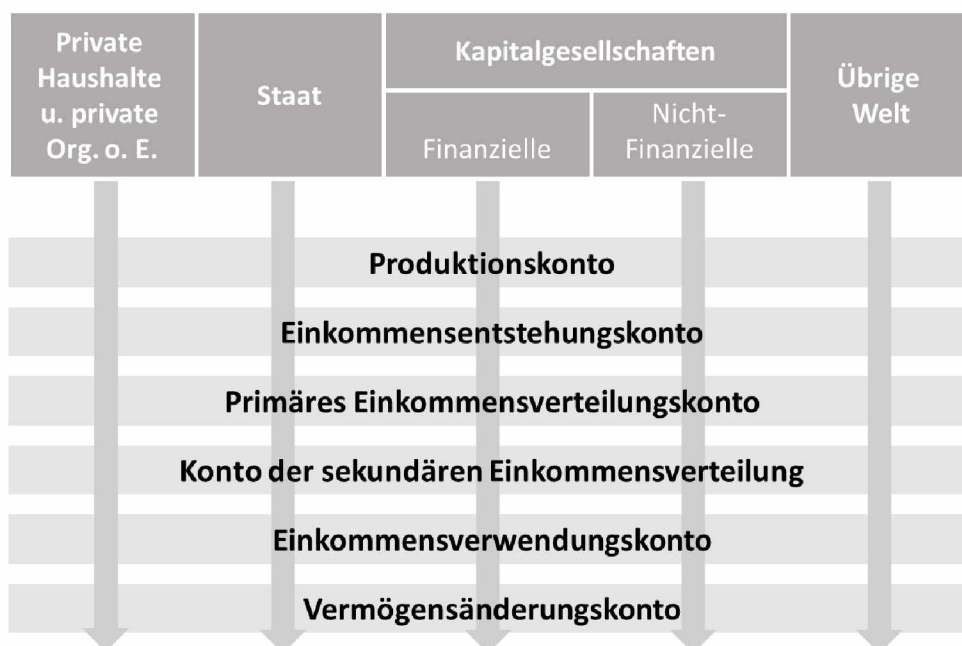 Private
Haushalte
u. private
Org. o. E.
Staat
Kapitalgesellschaften
Finanzielle
Nicht-
Finanzielle
Übrige
Welt
Produktionskonto
Einkommensentstehungskonto
Primäres Einkommensverteilungskonto
Konto der sekundären Einkommensverteilung
Einkommensverwendungskonto
Vermögensänderungskonto